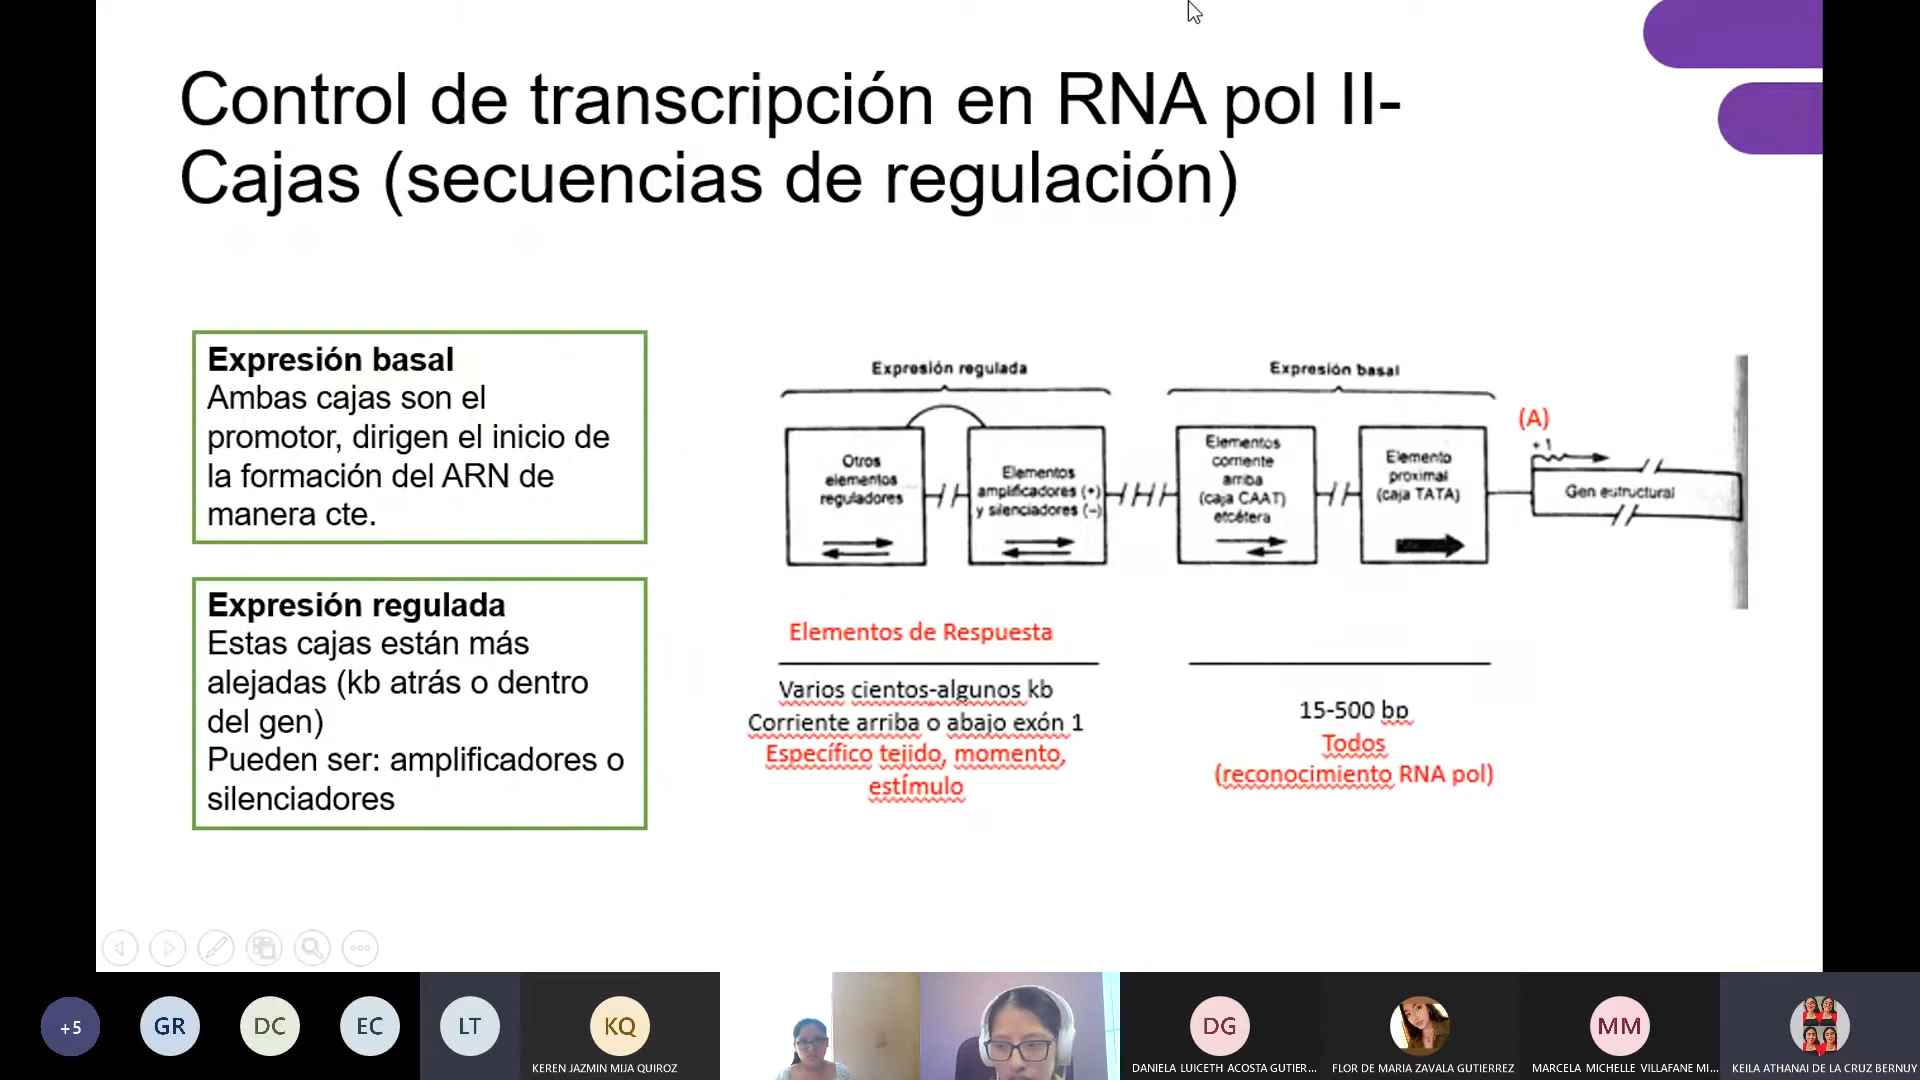 Control de transcripción en RNA pol II-
Cajas (secuencias de regulación)
Expresión basal
Ambas cajas son el
promotor, dirigen el inicio de
la formación del ARN de
manera cte.
Expresión regulada
Estas cajas están más
alejadas (kb atrás o dentro
del gen)
Pueden ser: amplificadores o
silenciadores
Expresión regulada
Expresión basal
Otros
elementos
reguladores
Elementos
amplificadores (+)
y silenciadores (−)
Elementos
corriente
arriba
(caja CAAT)
etcétera
Elemento
proximal
(caja TATA)
(A)
+ 1
Gen estructural
Elementos de Respuesta
Varios cientos-algunos kb
Corriente arriba o abajo exón 1
Específico tejido, momento,
estímulo
15-500 bp
Todos
(reconocimiento RNA pol)
+5
GR
DC
EC
LT
KQ
KEREN JAZMIN MIJA QUIROZ
DG
DANIELA LUICETH ACOSTA GUTIER...
FLOR DE MARIA ZAVALA GUTIERREZ
MM
MARCELA MICHELLE VILLAFANE MI...
KEILA ATHANAI DE LA CRUZ BERNUY